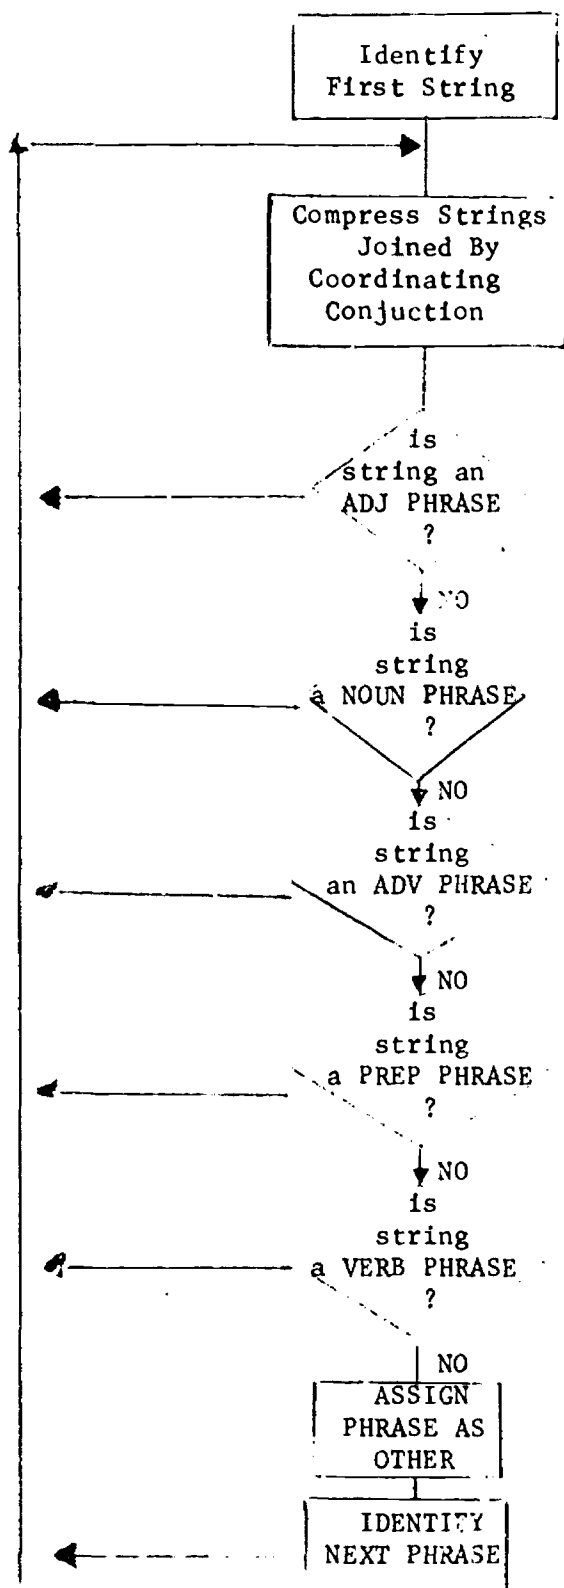 Identify
First String
Compress Strings
Joined By
Coordinating
Conjuction
is
string an
ADJ PHRASE
?
NO
is
string
a NOUN PHRASE
?
NO
is
string
an ADV PHRASE
?
NO
is
string
a PREP PHRASE
?
NO
is
string
a VERB PHRASE
?
NO
ASSIGN
PHRASE AS
OTHER
IDENTIFY
NEXT PHRASE